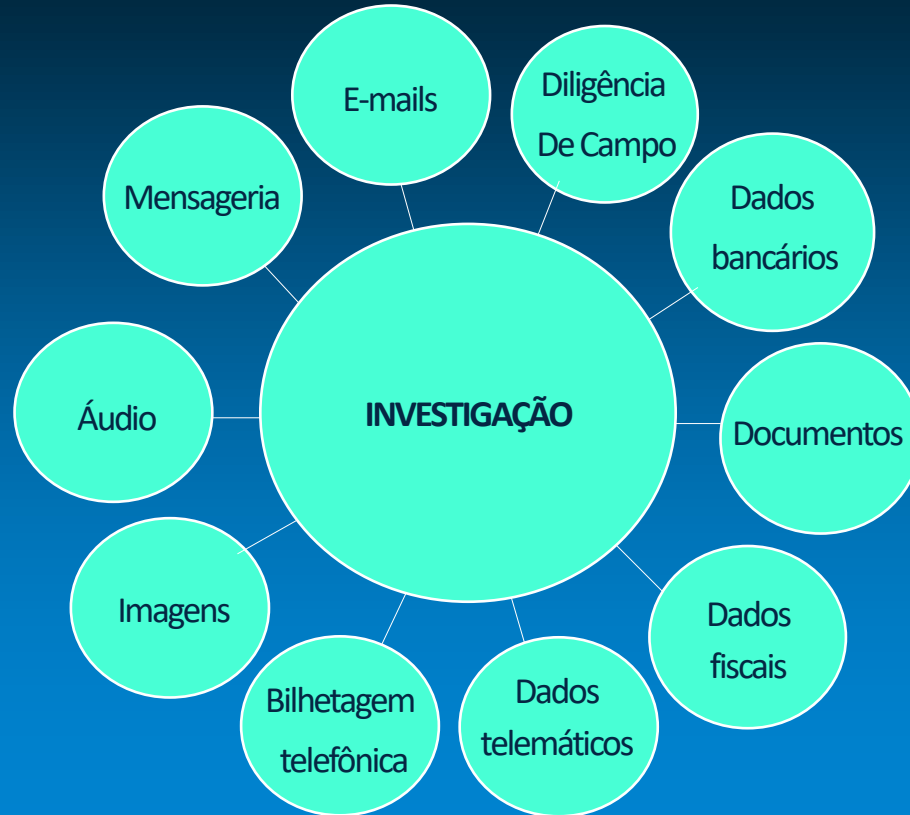 E-mails
Diligência
De Campo
Mensageria
Dados
bancários
Áudio
INVESTIGAÇÃO
Documentos
Imagens
Dados
fiscais
Bilhetagem
telefônica
Dados
telemáticos